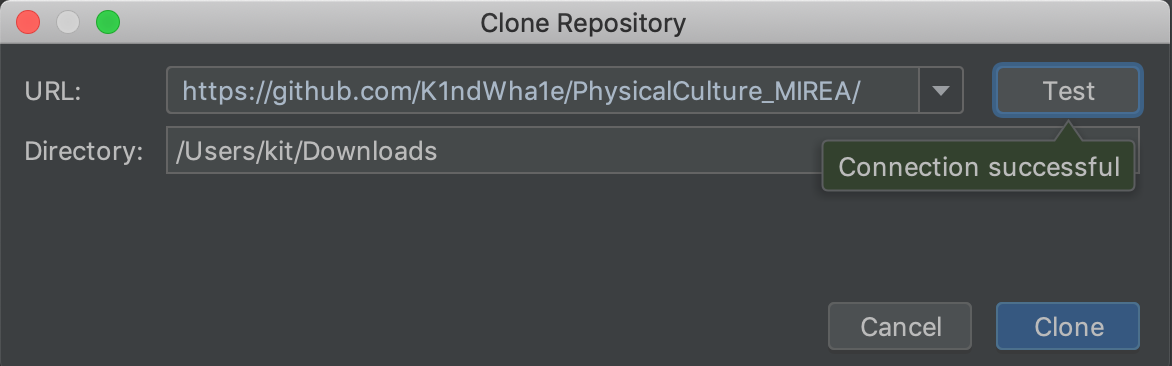 Clone Repository
URL: https://github.com/K1ndWha1e/PhysicalCulture_MIREA/ Test
Directory: /Users/kit/Downloads
Connection successful
Cancel Clone